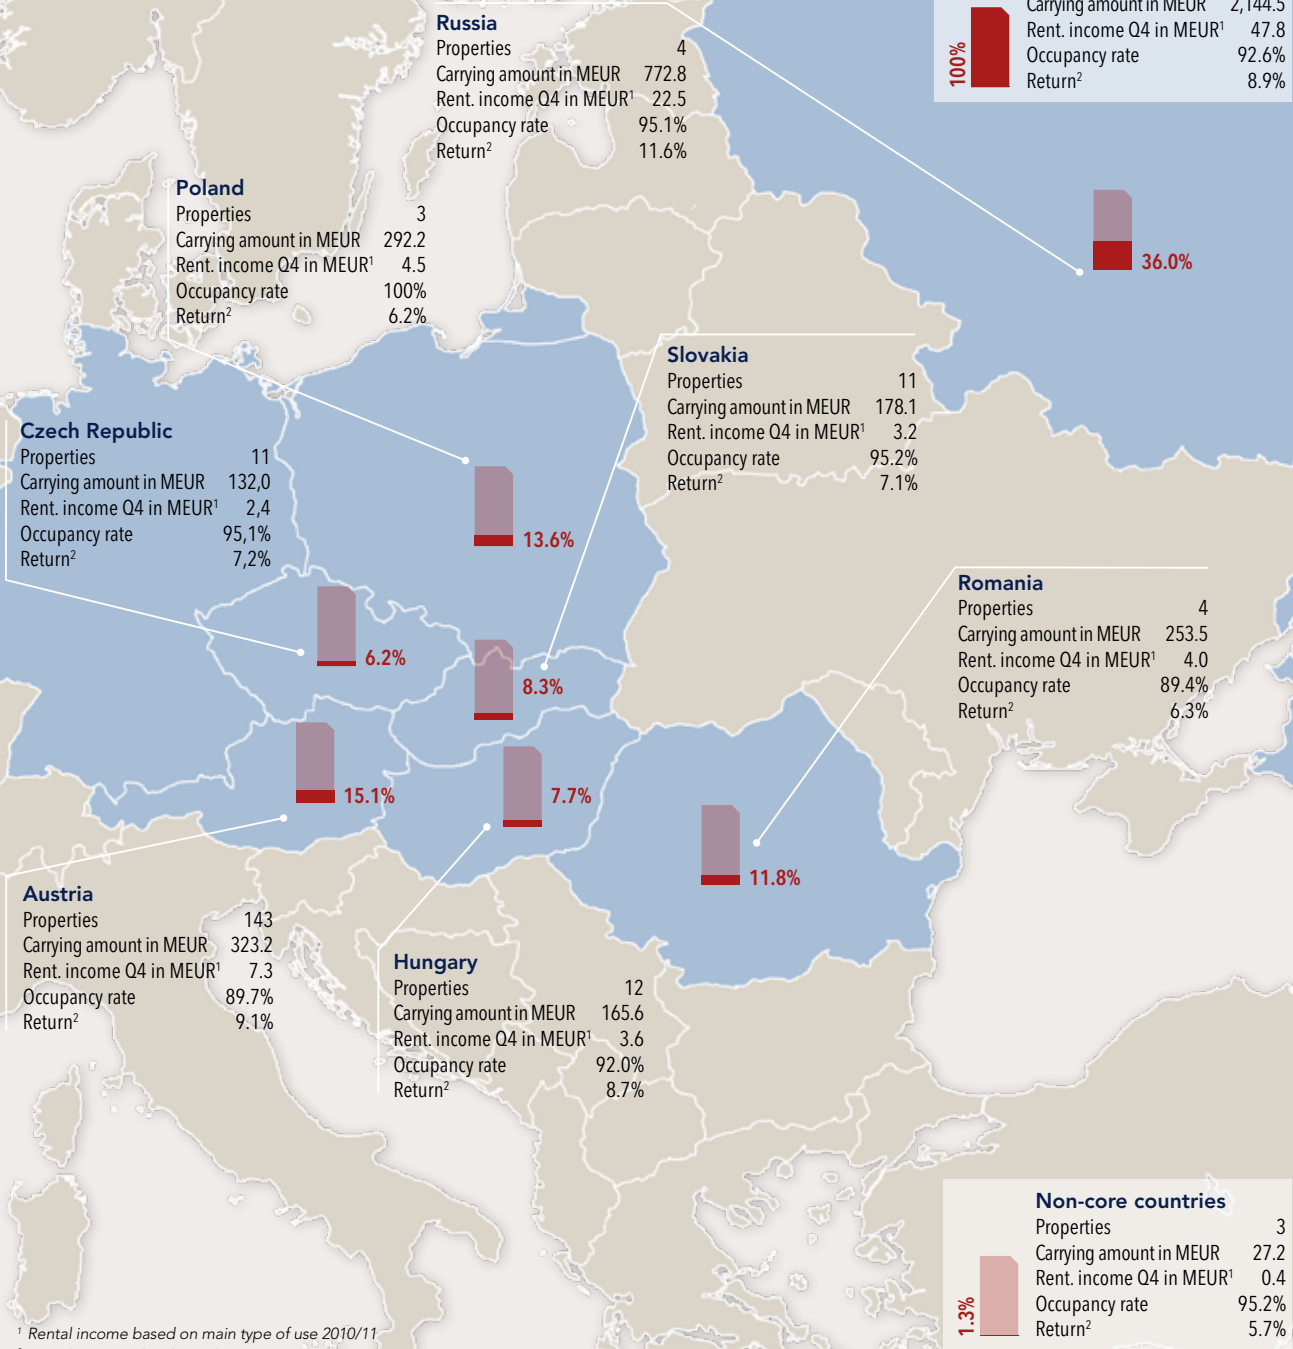 Russia
Properties 4
Carrying amount in MEUR 772.8
Rent. income Q4 in MEUR¹ 22.5
Occupancy rate 95.1%
Return² 11.6%
Carrying amount in MEUR 2,144.5
Rent. income Q4 in MEUR¹ 47.8
Occupancy rate 92.6%
Return² 8.9%
100%
Poland
Properties 3
Carrying amount in MEUR 292.2
Rent. income Q4 in MEUR¹ 4.5
Occupancy rate 100%
Return² 6.2%
36.0%
Slovakia
Properties 11
Carrying amount in MEUR 178.1
Rent. income Q4 in MEUR¹ 3.2
Occupancy rate 95.2%
Return² 7.1%
Czech Republic
Properties 11
Carrying amount in MEUR 132,0
Rent. income Q4 in MEUR¹ 2,4
Occupancy rate 95,1%
Return² 7,2%
13.6%
Romania
Properties 4
Carrying amount in MEUR 253.5
Rent. income Q4 in MEUR¹ 4.0
Occupancy rate 89.4%
Return² 6.3%
6.2%
8.3%
15.1%
7.7%
11.8%
Austria
Properties 143
Carrying amount in MEUR 323.2
Rent. income Q4 in MEUR¹ 7.3
Occupancy rate 89.7%
Return² 9.1%
Hungary
Properties 12
Carrying amount in MEUR 165.6
Rent. income Q4 in MEUR¹ 3.6
Occupancy rate 92.0%
Return² 8.7%
Non-core countries
Properties 3
Carrying amount in MEUR 27.2
Rent. income Q4 in MEUR¹ 0.4
Occupancy rate 95.2%
Return² 5.7%
1.3%
¹ Rental income based on main type of use 2010/11